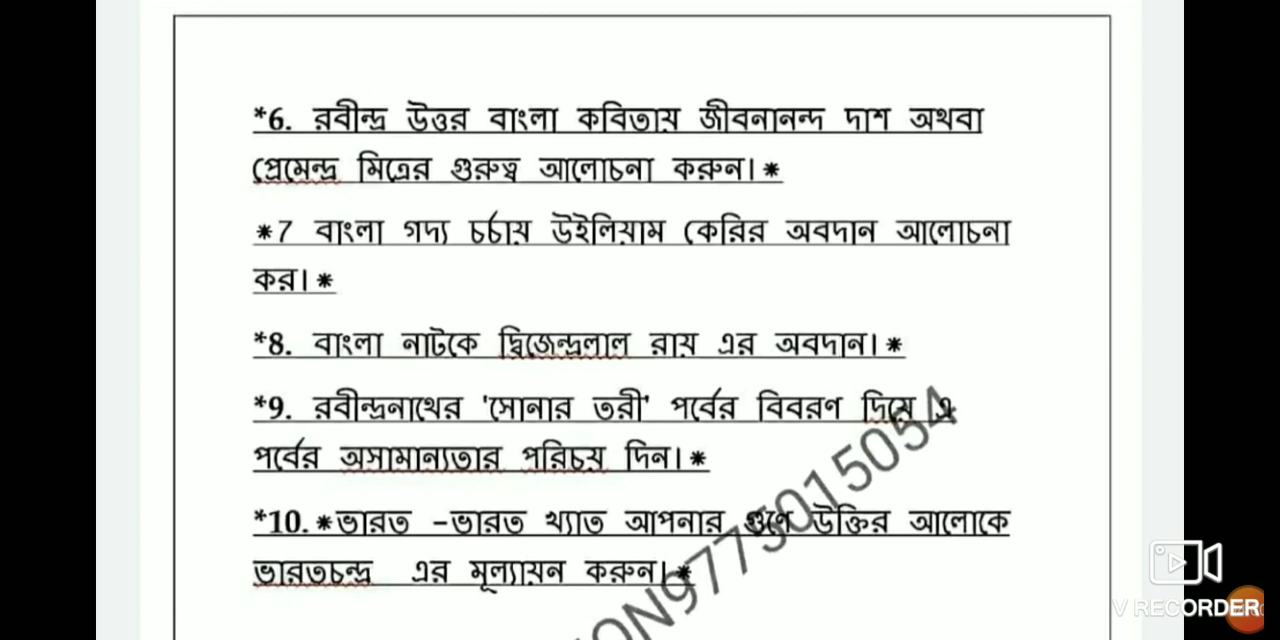 *6. রবীন্দ্র উত্তর বাংলা কবিতায় জীবনানন্দ দাশ অথবা
প্রেমেন্দ্র মিত্রের গুরুত্ব আলোচনা করুন।*
*7 বাংলা গদ্য চর্চায় উইলিয়াম কেরির অবদান আলোচনা
কর।*
*8. বাংলা নাটকে দ্বিজেন্দ্রলাল রায় এর অবদান।*
*9. রবীন্দ্রনাথের 'সোনার তরী' পর্বের বিবরণ দিয়ে এ
পর্বের অসামান্যতার পরিচয় দিন।*
*10.*ভারত -ভারত খ্যাত আপনার গুণে উক্তির আলোকে
ভারতচন্দ্র এর মূল্যায়ন করুন।*
ON9775015054
V RECORDER